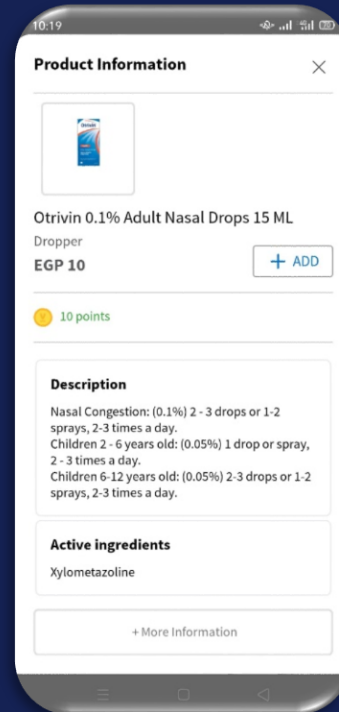 10:19
Product Information
Otrivin 0.1% Adult Nasal Drops 15 ML
Dropper
EGP 10
+ ADD
10 points
Description
Nasal Congestion: (0.1%) 2 - 3 drops or 1-2
sprays, 2-3 times a day.
Children 2 - 6 years old: (0.05%) 1 drop or spray,
2 - 3 times a day.
Children 6-12 years old: (0.05%) 2-3 drops or 1-2
sprays, 2-3 times a day.
Active ingredients
Xylometazoline
+ More Information